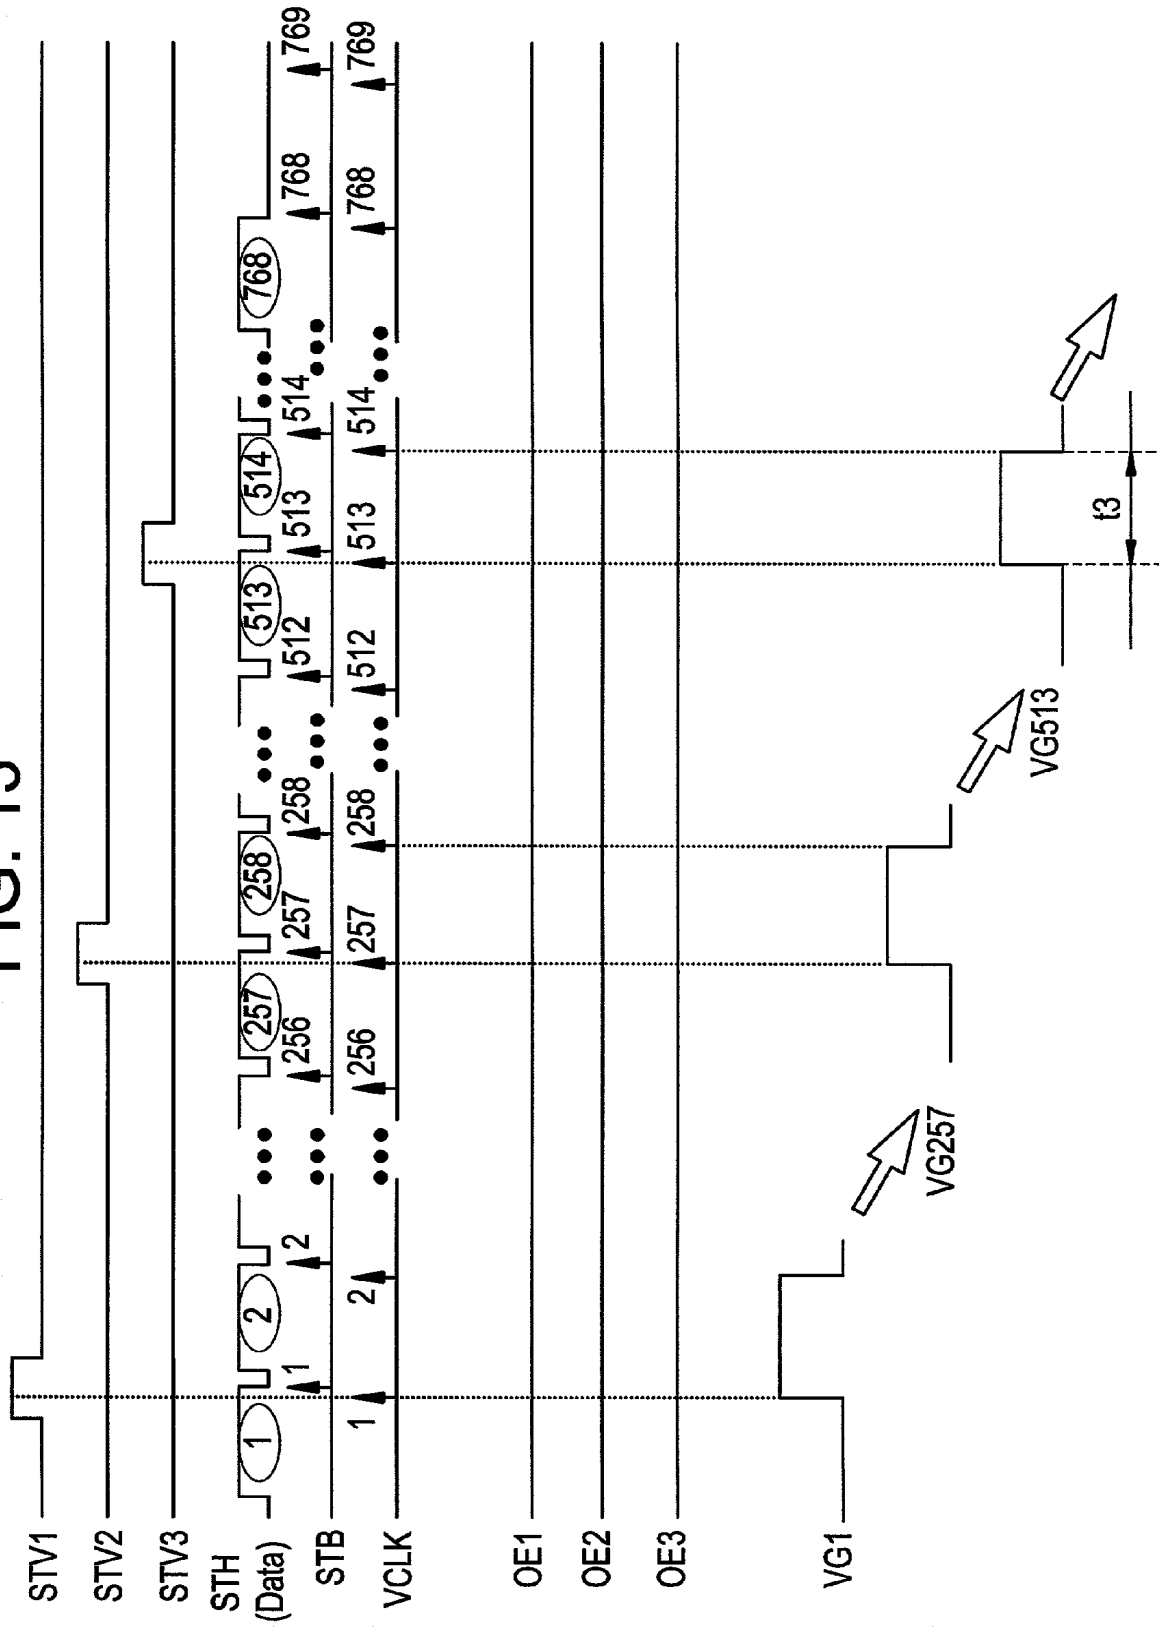 FIG.
STV1
STV2
STV3
STH
(Data)
1 2 ●●● 257 258 ●●● 513 514 ●●● 768
STB
1 2 ●●● 256 257 258 ●●● 512 513 514 ●●● 768 769
VCLK
1 2 ●●● 256 257 258 ●●● 512 513 514 ●●● 768 769
OE1
OE2
OE3
VG1
VG257
VG513
t3